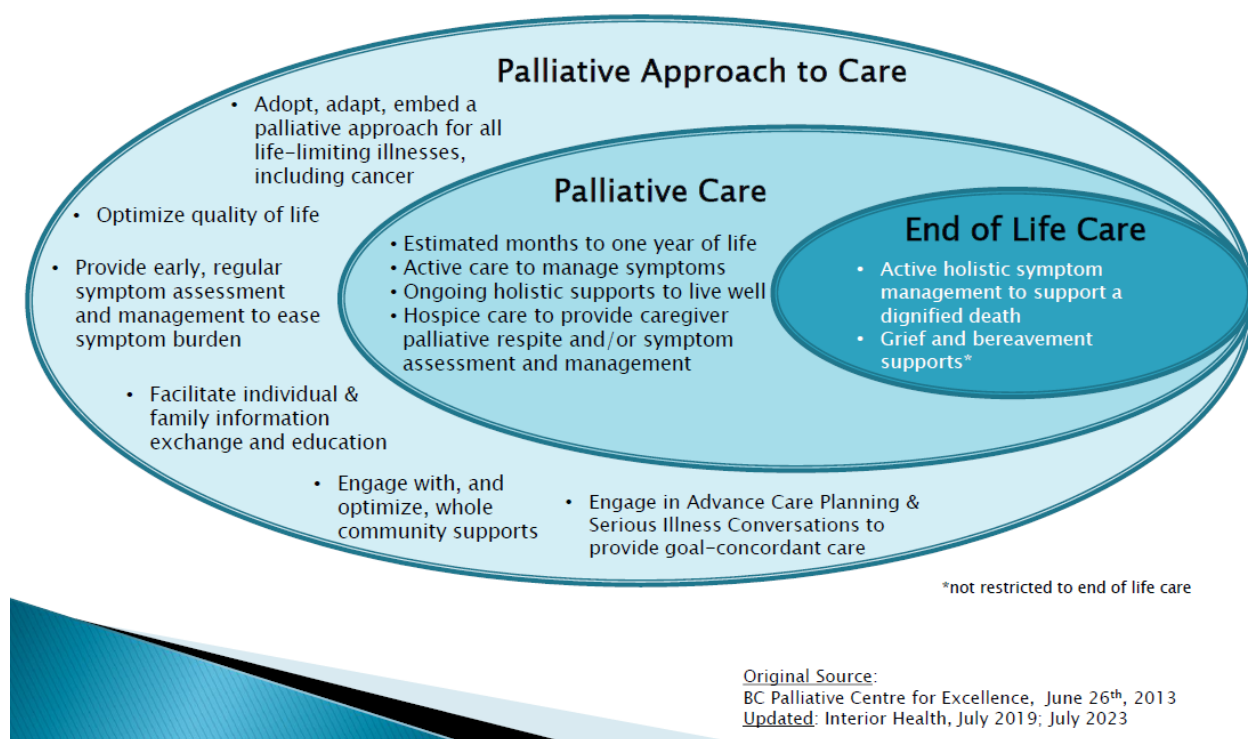 Palliative Approach to Care
• Adopt, adapt, embed a
palliative approach for all
life-limiting illnesses,
including cancer
• Optimize quality of life
• Provide early, regular
symptom assessment
and management to ease
symptom burden
• Facilitate individual &
family information
exchange and education
• Engage with, and
optimize, whole
community supports
• Engage in Advance Care Planning &
Serious Illness Conversations to
provide goal-concordant care
Palliative Care
• Estimated months to one year of life
• Active care to manage symptoms
• Ongoing holistic supports to live well
• Hospice care to provide caregiver
palliative respite and/or symptom
assessment and management
End of Life Care
• Active holistic symptom
management to support a
dignified death
• Grief and bereavement
supports*
*not restricted to end of life care
Original Source:
BC Palliative Centre for Excellence, June 26th, 2013
Updated: Interior Health, July 2019; July 2023